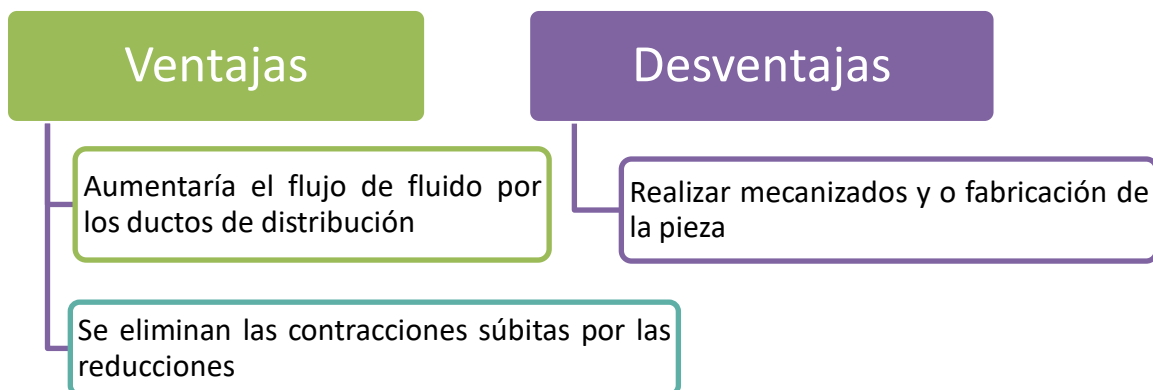 Ventajas
Aumentaría el flujo de fluido por
los ductos de distribución
Se eliminan las contracciones súbitas por las
reducciones
Desventajas
Realizar mecanizados y o fabricación de
la pieza